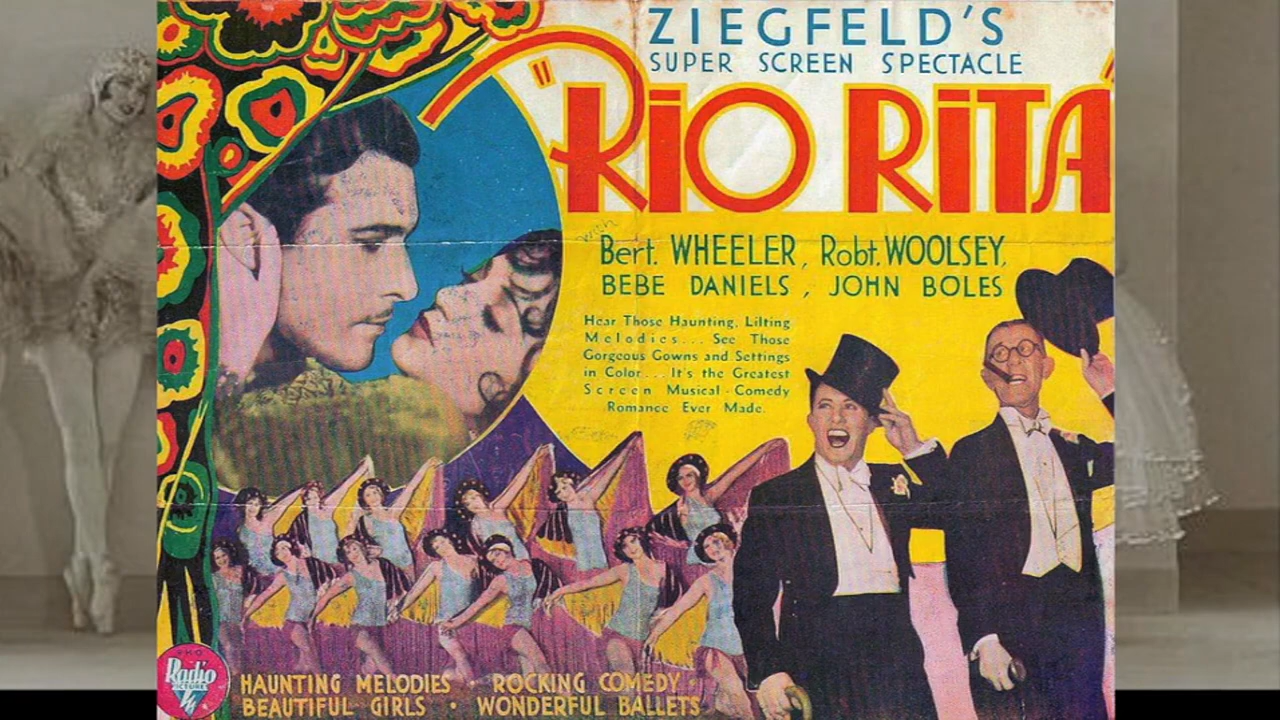 ZIEGFELD'S
SUPER SCREEN SPECTACLE
"RIO RITA"
with
Bert. WHEELER, Robt. WOOLSEY,
BEBE DANIELS, JOHN BOLES
Hear Those Haunting, Lilting
Melodies... See Those
Gorgeous Gowns and Settings
in Color... It's the Greatest
Screen Musical-Comedy
Romance Ever Made.
RKO
Radio
PICTURES
HAUNTING MELODIES · ROCKING COMEDY ·
BEAUTIFUL GIRLS · WONDERFUL BALLETS